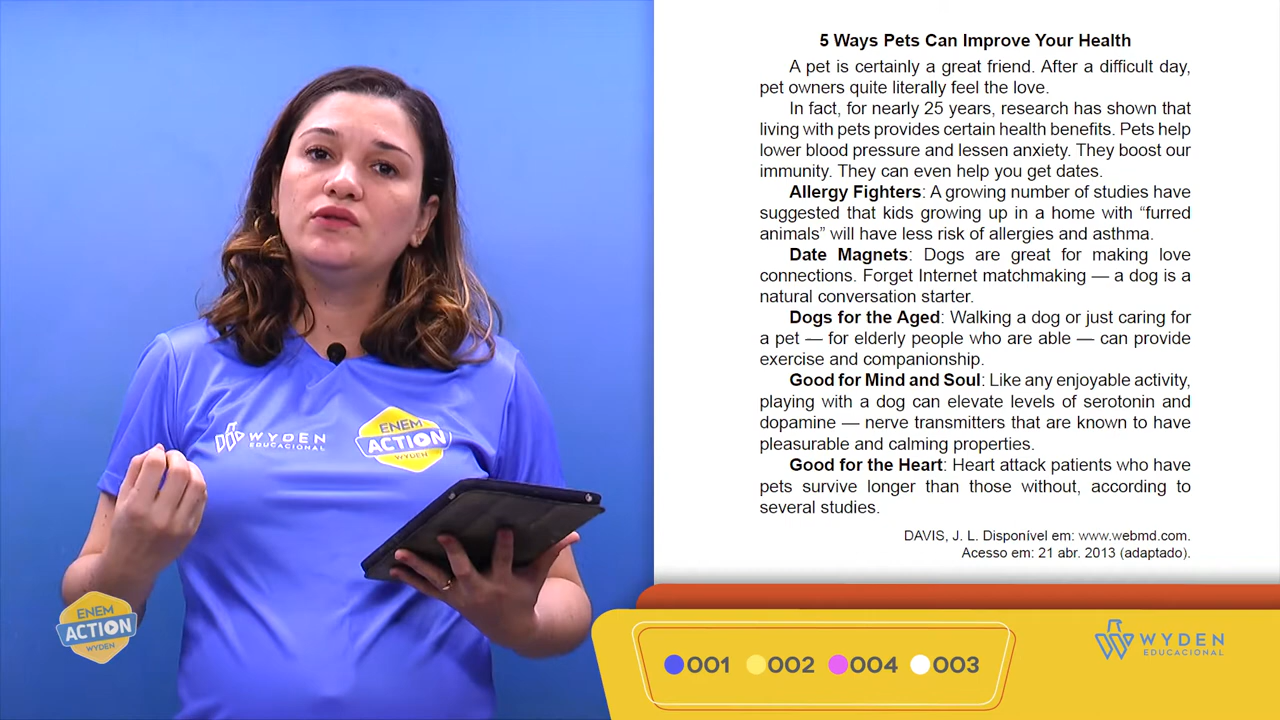 5 Ways Pets Can Improve Your Health
A pet is certainly a great friend. After a difficult day,
pet owners quite literally feel the love.
In fact, for nearly 25 years, research has shown that
living with pets provides certain health benefits. Pets help
lower blood pressure and lessen anxiety. They boost our
immunity. They can even help you get dates.
Allergy Fighters: A growing number of studies have
suggested that kids growing up in a home with “furred
animals” will have less risk of allergies and asthma.
Date Magnets: Dogs are great for making love
connections. Forget Internet matchmaking — a dog is a
natural conversation starter.
Dogs for the Aged: Walking a dog or just caring for
a pet — for elderly people who are able — can provide
exercise and companionship.
Good for Mind and Soul: Like any enjoyable activity,
playing with a dog can elevate levels of serotonin and
dopamine — nerve transmitters that are known to have
pleasurable and calming properties.
Good for the Heart: Heart attack patients who have
pets survive longer than those without, according to
several studies.
DAVIS, J. L. Disponível em: www.webmd.com.
Acesso em: 21 abr. 2013 (adaptado).
WYDEN
EDUCACIONAL
ENEM
ACTION
WYDEN
ENEM
ACTION
WYDEN
001 002 004 003
WYDEN
EDUCACIONAL